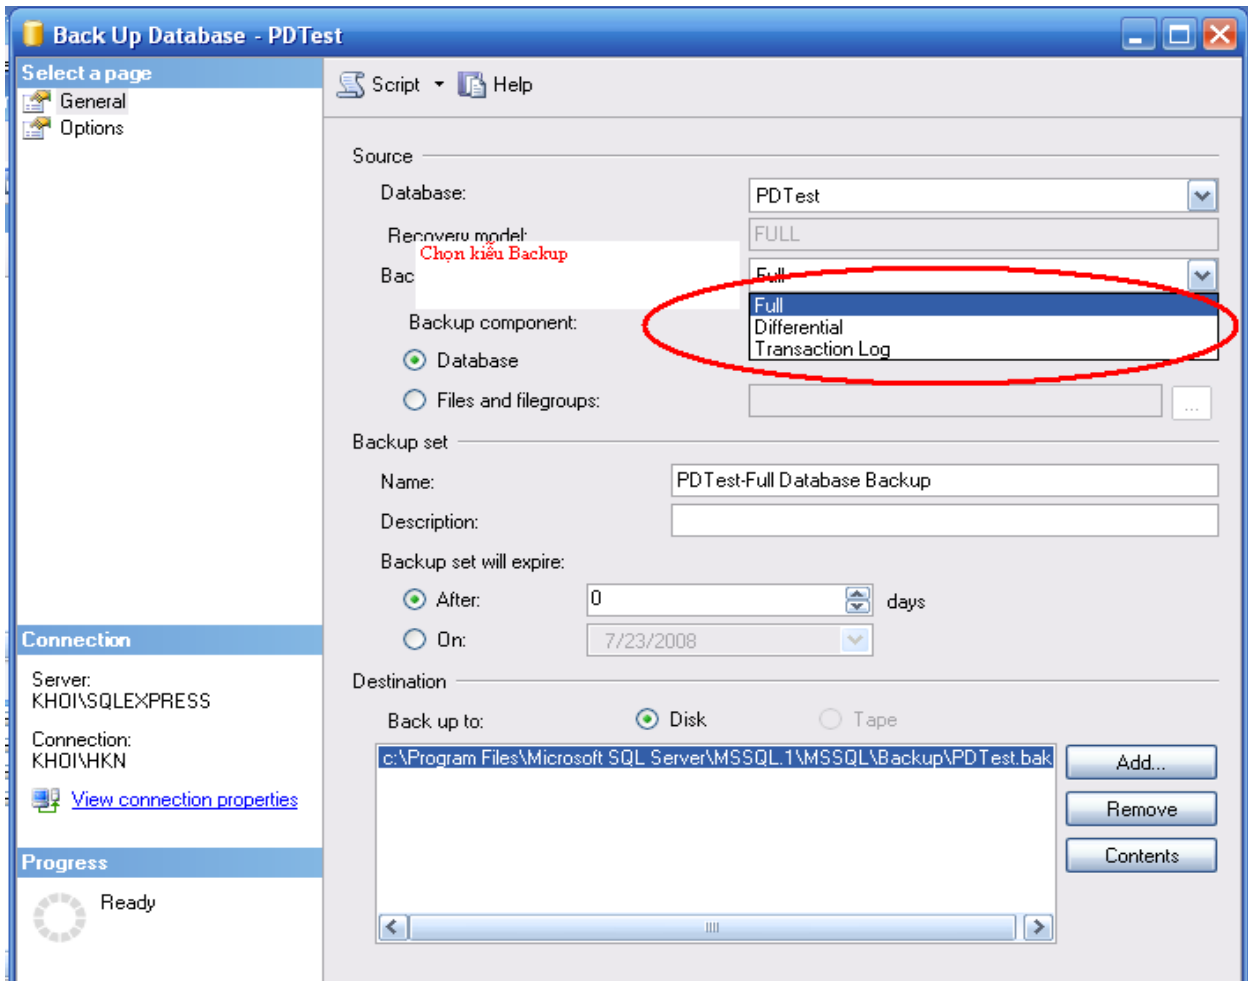 Back Up Database - PDTest
Select a page
General
Options
Script
Help
Source
Database:
PDTest
Recovery model:
FULL
Chọn kiểu Backup
Bac
Full
Full
Differential
Transaction Log
Backup component:
Database
Files and filegroups:
...
Backup set
Name:
PDTest-Full Database Backup
Description:
Backup set will expire:
After:
0
days
On:
7/23/2008
Destination
Back up to:
Disk
Tape
c:\Program Files\Microsoft SQL Server\MSSQL.1\MSSQL\Backup\PDTest.bak
Add...
Remove
Contents
Connection
Server:
KHOI\SQLEXPRESS
Connection:
KHOI\HKN
View connection properties
Progress
Ready